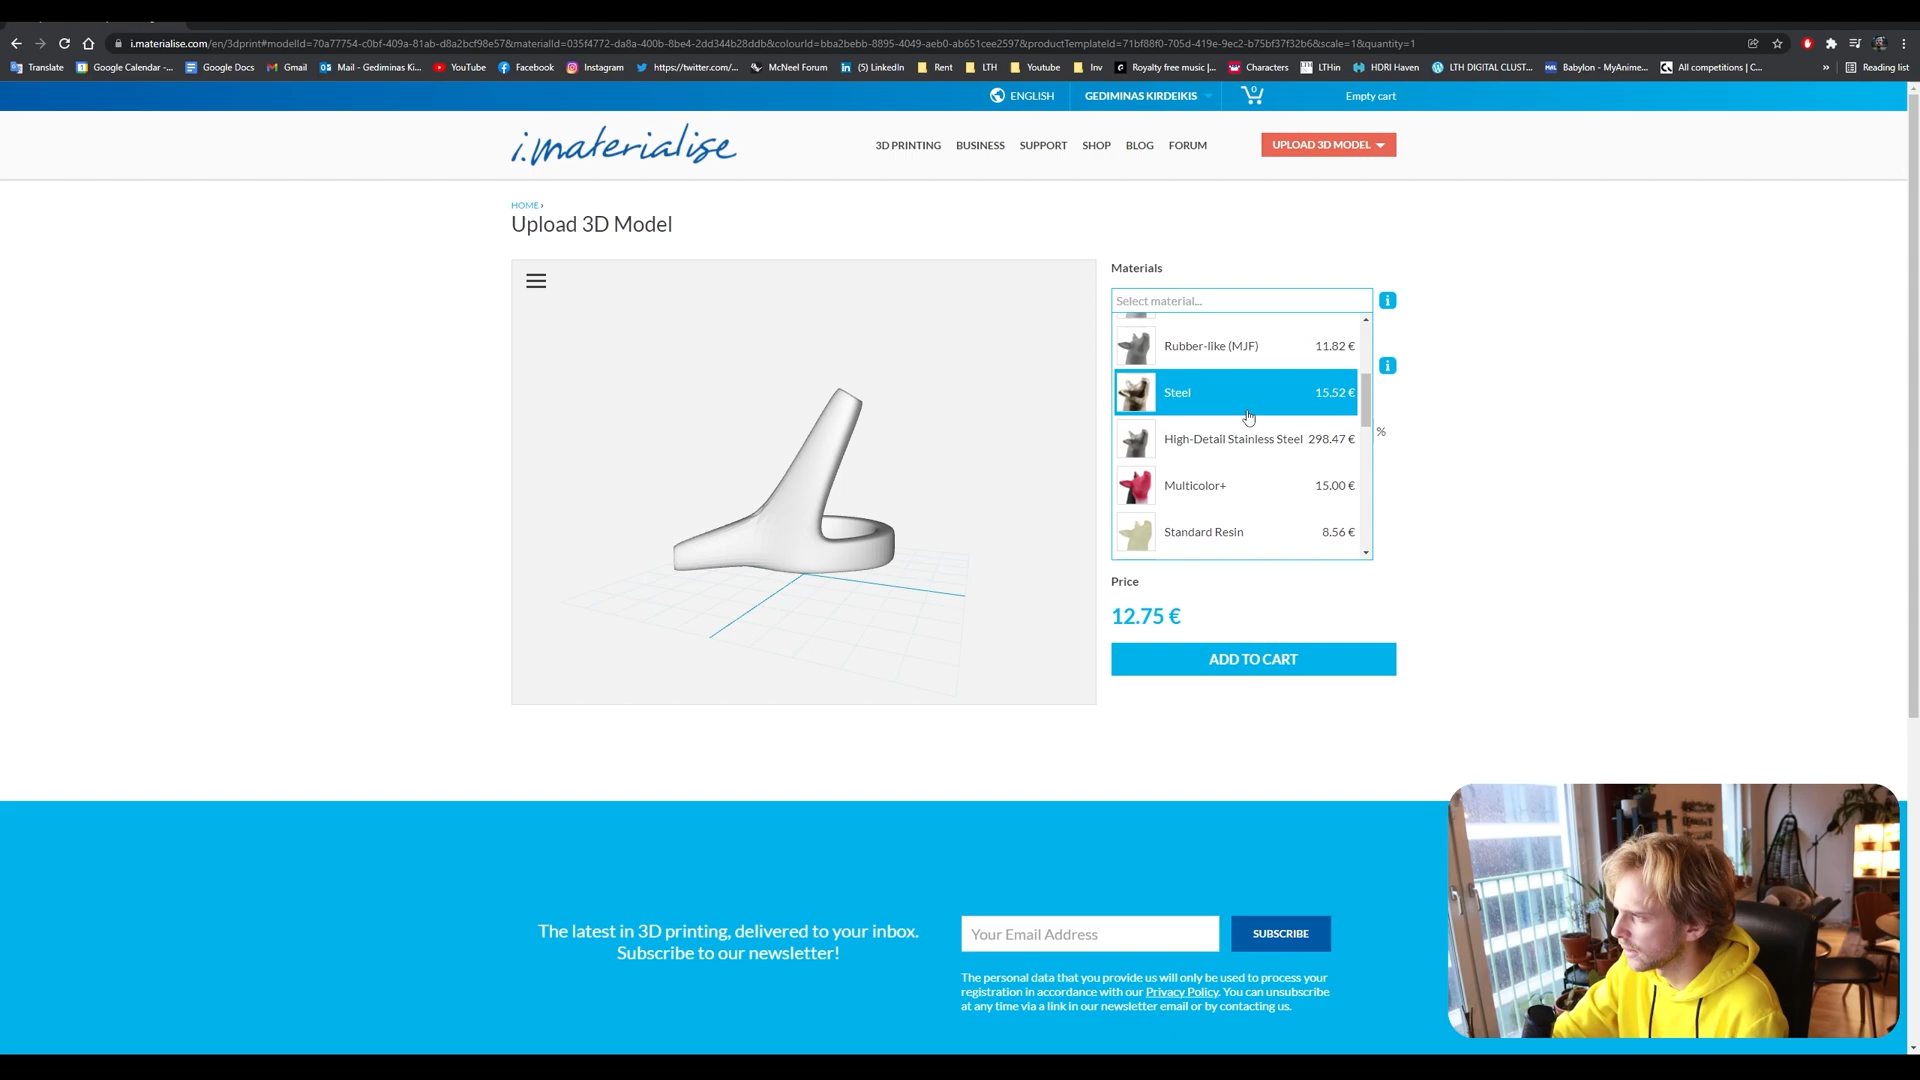 i.materialise.com/en/3dprint#modelId=70a77754-c0bf-409a-81ab-d8a2bcf98e57&materialId=035f4772-da8a-400b-8be4-2dd344b28ddb&colourId=bba2bebb-8895-4049-aeb0-ab651cee2597&productTemplateId=71bf88f0-705d-419e-9ec2-b75bf37f32b6&scale=1&quantity=1
Translate Google Calendar -... Google Docs Gmail Mail - Gediminas Ki... YouTube Facebook Instagram https://twitter.com/... McNeel Forum (5) LinkedIn Rent LTH Youtube Inv Royalty free music |... Characters LTHin HDRI Haven LTH DIGITAL CLUST... Babylon - MyAnime... All competitions | C... » Reading list
ENGLISH GEDIMINAS KIRDEIKIS 0 Empty cart
i.materialise 3D PRINTING BUSINESS SUPPORT SHOP BLOG FORUM UPLOAD 3D MODEL
HOME ›
Upload 3D Model
Materials
Select material...
Rubber-like (MJF) 11.82 €
Steel 15.52 €
%
High-Detail Stainless Steel 298.47 €
Multicolor+ 15.00 €
Standard Resin 8.56 €
Price
12.75 €
ADD TO CART
The latest in 3D printing, delivered to your inbox.
Subscribe to our newsletter!
Your Email Address
SUBSCRIBE
The personal data that you provide us will only be used to process your
registration in accordance with our Privacy Policy. You can unsubscribe
at any time via a link in our newsletter email or by contacting us.